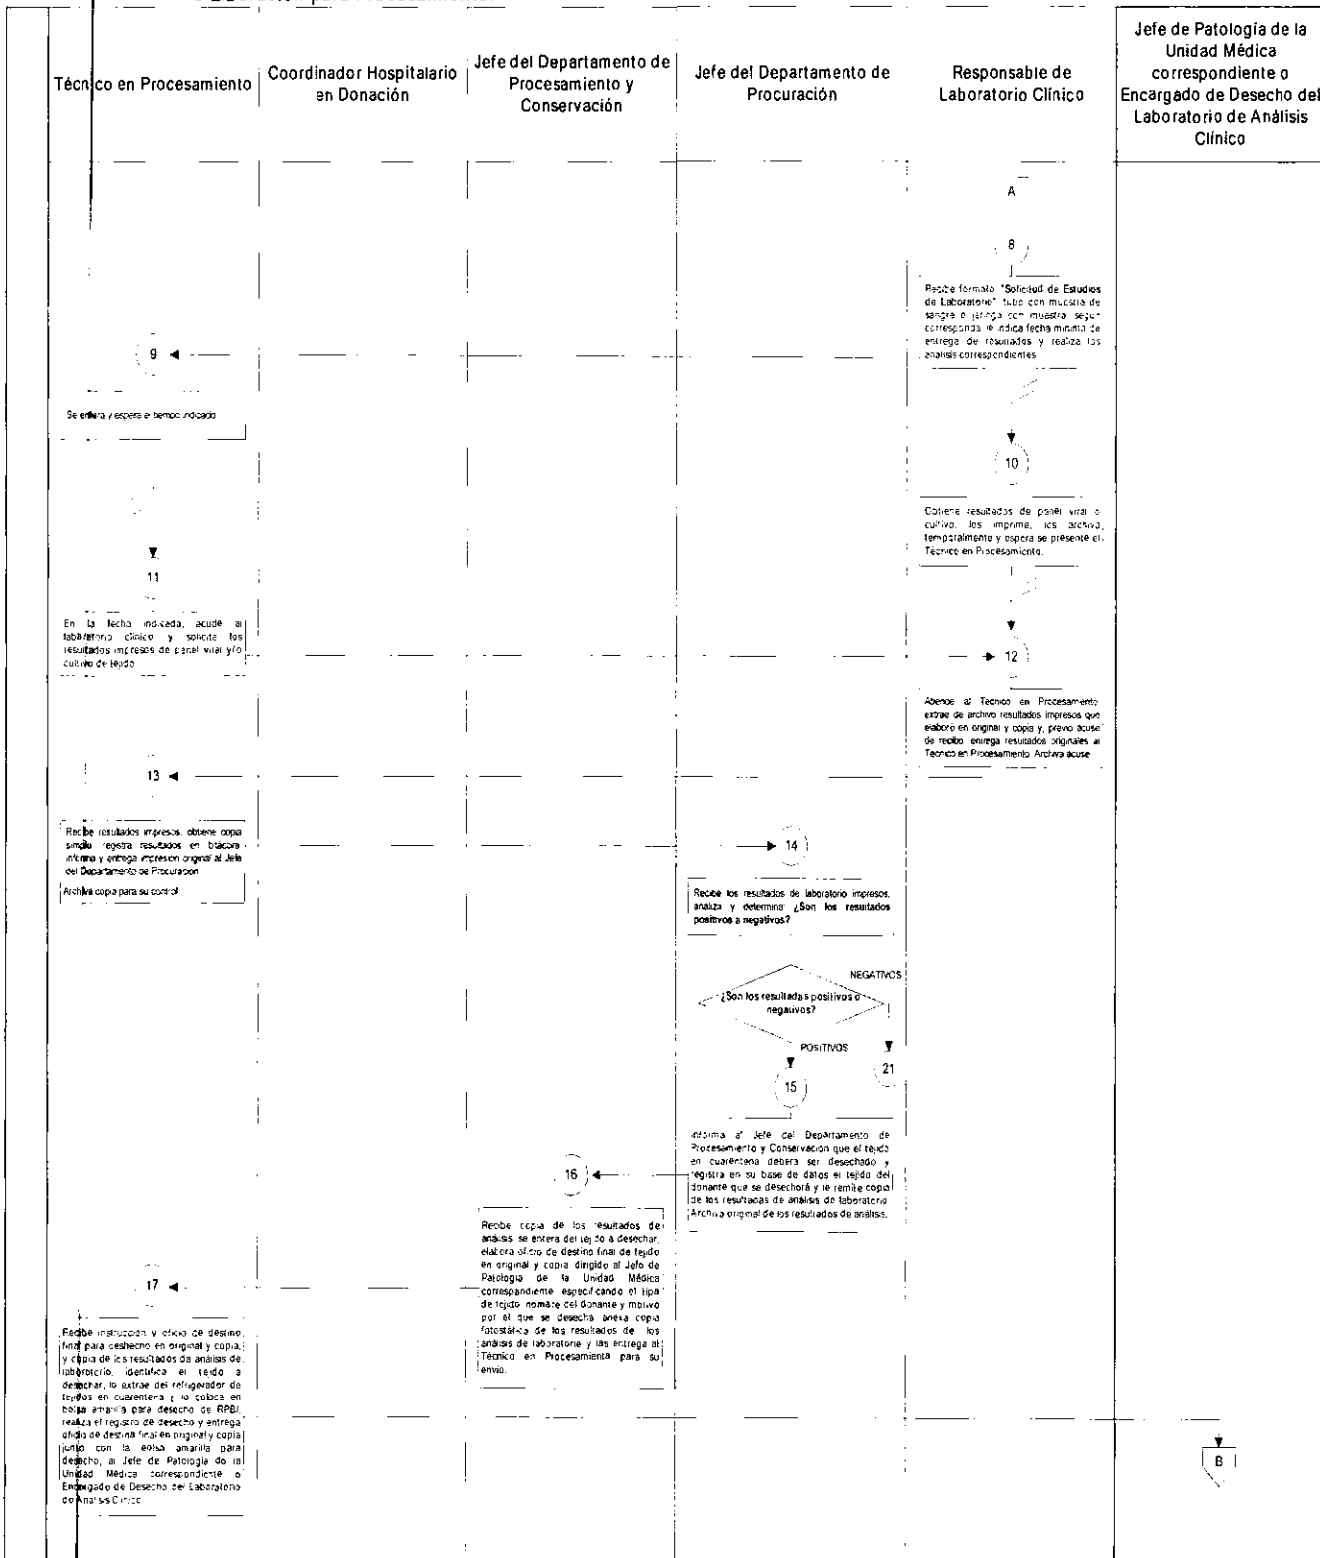 Jefe de Patología de la
Unidad Médica
correspondiente o
Encargado de Desecho del
Laboratorio de Análisis
Clínico
Técnico en Procesamiento
Coordinador Hospitalario
en Donación
Jefe del Departamento de
Procesamiento y
Conservación
Jefe del Departamento de
Procuración
Responsable de
Laboratorio Clínico
A
8
Recibe formato "Solicitud de Estudios
de Laboratorio" tubo con muestra de
sangre o jeringa con muestra, según
corresponda le indica fecha mínima de
entrega de resultados y realiza los
análisis correspondientes
9
Se entera y espera el tiempo indicado
10
Obtiene resultados de panel viral o
cultivo, los imprime, los archiva,
temporalmente y espera se presente el
Técnico en Procesamiento.
11
En la fecha indicada, acude al
laboratorio clínico y solicita los
resultados impresos de panel viral y/o
cultivo de tejido
12
Atiende al Técnico en Procesamiento
extrae de archivo resultados impresos que
elaboró en original y copia y, previo acuse
de recibo entrega resultados originales al
Técnico en Procesamiento. Archiva acuse
13
Recibe resultados impresos, obtiene copia
simple registra resultados en bitácora
informa y entrega impresión original al Jefe
del Departamento de Procuración
Archiva copia para su control
14
Recibe los resultados de laboratorio impresos,
analiza y determina: ¿Son los resultados
positivos o negativos?
NEGATIVOS
¿Son los resultados positivos o
negativos?
POSITIVOS
15
21
Informa al Jefe del Departamento de
Procesamiento y Conservación que el tejido
en cuarentena deberá ser desechado y
registra en su base de datos el tejido del
donante que se desechará y le remite copia
de los resultados de análisis de laboratorio.
Archiva original de los resultados de análisis.
16
Recibe copia de los resultados de
análisis se entera del tejido a desechar,
elabora oficio de destino final de tejido
en original y copia dirigido al Jefe de
Patología de la Unidad Médica
correspondiente especificando el tipo
de tejido, nombre del donante y motivo
por el que se desecha anexa copia
fotostática de los resultados de los
análisis de laboratorio y las entrega al
Técnico en Procesamiento para su
envío.
17
Recibe instrucción y oficio de destino
final para deshecho en original y copia,
y copia de los resultados de análisis de
laboratorio, identifica el tejido a
desechar, lo extrae del refrigerador de
tejidos en cuarentena y lo coloca en
bolsa amarilla para desecho de RPBI,
realiza el registro de desecho y entrega
oficio de destino final en original y copia
junto con la bolsa amarilla para
desecho, al Jefe de Patología de la
Unidad Médica correspondiente o
Encargado de Desecho del Laboratorio
de Análisis Clínico
B